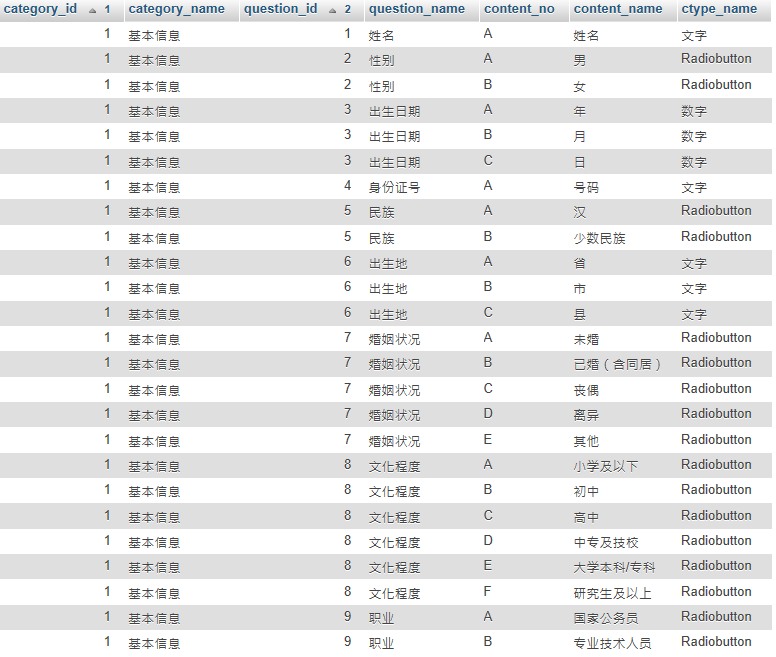 category_id 1 category_name question_id 2 question_name content_no content_name ctype_name
1 基本信息 1 姓名 A 姓名 文字
1 基本信息 2 性别 A 男 Radiobutton
1 基本信息 2 性别 B 女 Radiobutton
1 基本信息 3 出生日期 A 年 数字
1 基本信息 3 出生日期 B 月 数字
1 基本信息 3 出生日期 C 日 数字
1 基本信息 4 身份证号 A 号码 文字
1 基本信息 5 民族 A 汉 Radiobutton
1 基本信息 5 民族 B 少数民族 Radiobutton
1 基本信息 6 出生地 A 省 文字
1 基本信息 6 出生地 B 市 文字
1 基本信息 6 出生地 C 县 文字
1 基本信息 7 婚姻状况 A 未婚 Radiobutton
1 基本信息 7 婚姻状况 B 已婚（含同居） Radiobutton
1 基本信息 7 婚姻状况 C 丧偶 Radiobutton
1 基本信息 7 婚姻状况 D 离异 Radiobutton
1 基本信息 7 婚姻状况 E 其他 Radiobutton
1 基本信息 8 文化程度 A 小学及以下 Radiobutton
1 基本信息 8 文化程度 B 初中 Radiobutton
1 基本信息 8 文化程度 C 高中 Radiobutton
1 基本信息 8 文化程度 D 中专及技校 Radiobutton
1 基本信息 8 文化程度 E 大学本科/专科 Radiobutton
1 基本信息 8 文化程度 F 研究生及以上 Radiobutton
1 基本信息 9 职业 A 国家公务员 Radiobutton
1 基本信息 9 职业 B 专业技术人员 Radiobutton